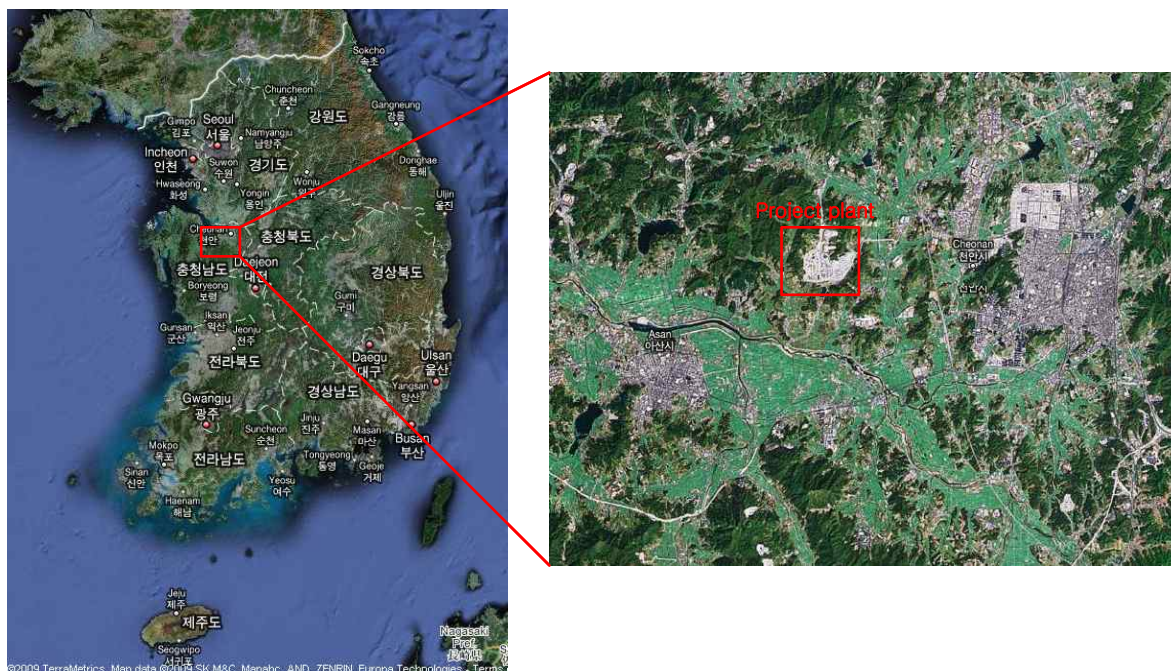 Sokcho
속초
Chuncheon
춘천
강원도
Gangneung
강릉
Gimpo
김포
Seoul
서울
Namyangju
남양주
Incheon
인천
Suwon
수원
경기도
Donghae
동해
Hwaseong
화성
Yongin
용인
Wonju
원주
Uljin
울진
Cheonan
천안
충청북도
충청남도
Daejeon
대전
경상북도
Boryeong
보령
Gumi
구미
Iksan
익산
Gunsan
군산
Jeonju
전주
전라북도
Daegu
대구
Ulsan
울산
경상남도
Yangsan
양산
Gwangju
광주
Jinju
진주
Masan
마산
Busan
부산
Suncheon
순천
Mokpo
목포
전라남도
Tongyeong
통영
Geoje
거제
Sinan
신안
Yeosu
여수
Haenam
해남
Jeju
제주
제주도
Seogwipo
서귀포
Nagasaki
Pref.
©2009 TerraMetrics, Map data ©2009 SK M&C, Mapabc, AND, ZENRIN, Europa Technologies - Terms
Project plant
Cheonan
천안시
천안시
Asan
아산시